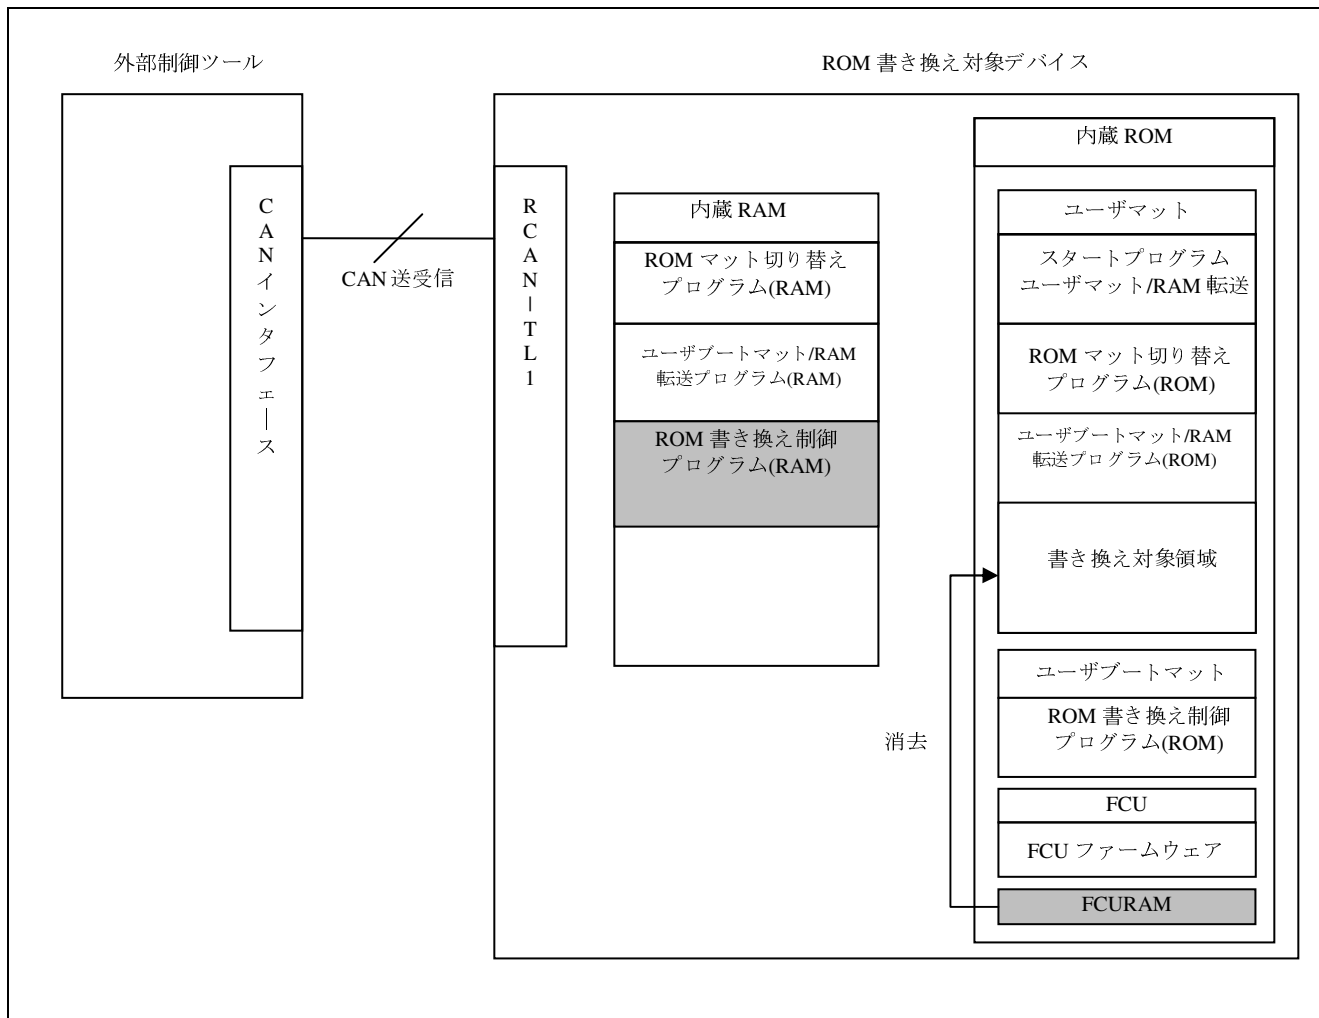 外部制御ツール
ROM 書き換え対象デバイス
CANインタフェース
CAN 送受信
RCAN－TL1
内蔵 RAM
ROM マット切り替え
プログラム(RAM)
ユーザブートマット/RAM
転送プログラム(RAM)
ROM 書き換え制御
プログラム(RAM)
内蔵 ROM
ユーザマット
スタートプログラム
ユーザマット/RAM 転送
ROM マット切り替え
プログラム(ROM)
ユーザブートマット/RAM
転送プログラム(ROM)
書き換え対象領域
ユーザブートマット
ROM 書き換え制御
プログラム(ROM)
消去
FCU
FCU ファームウェア
FCURAM